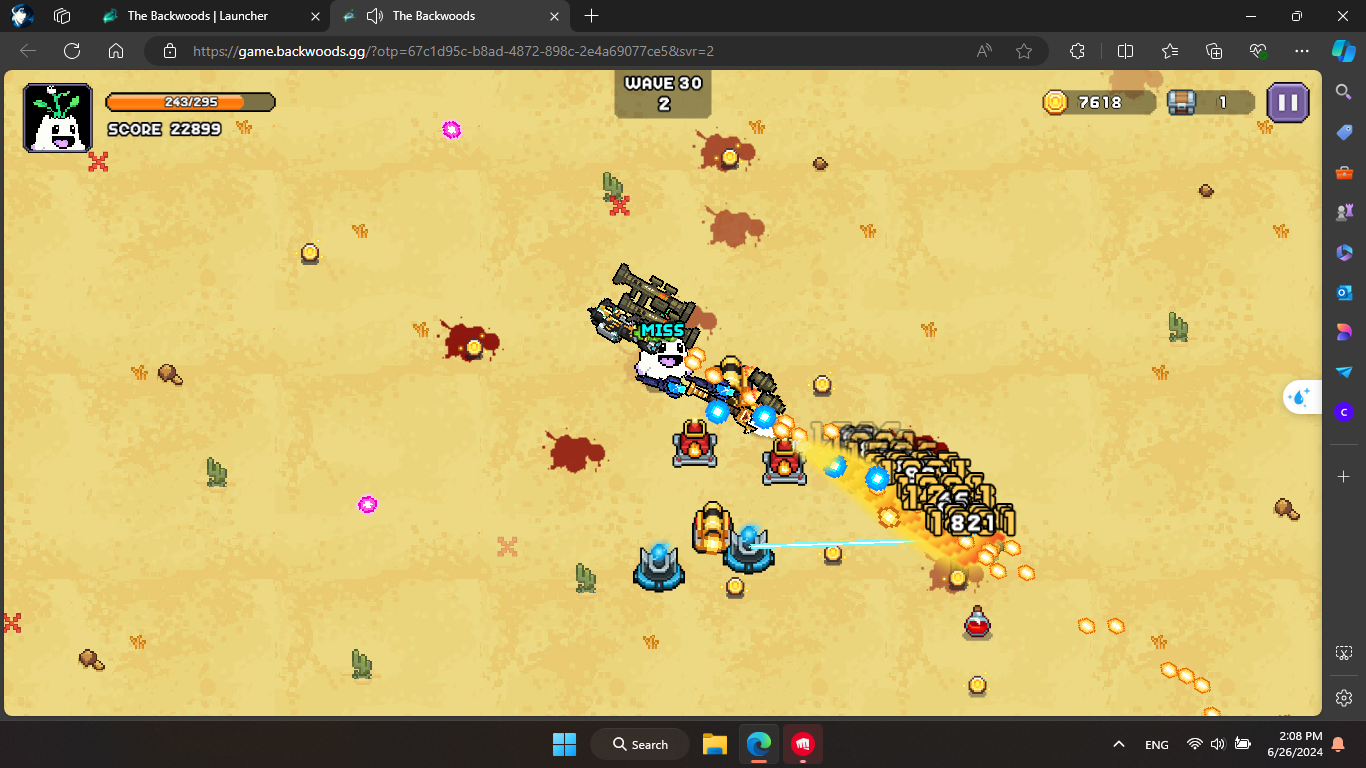 The Backwoods | Launcher
The Backwoods
https://game.backwoods.gg/?otp=67c1d95c-b8ad-4872-898c-2e4a69077ce5&svr=2
243/295
SCORE 22899
WAVE 30
2
7618
1
MISS
821
C
Search
ENG
2:08 PM
6/26/2024